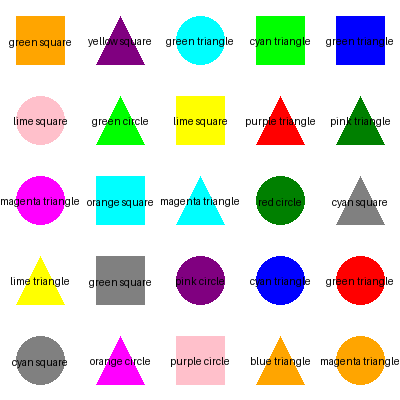 green square yellow square green triangle cyan triangle green triangle
lime square green circle lime square purple triangle pink triangle
magenta triangle orange square magenta triangle red circle cyan square
lime triangle green square pink circle cyan triangle green triangle
cyan square orange circle purple circle blue triangle magenta triangle